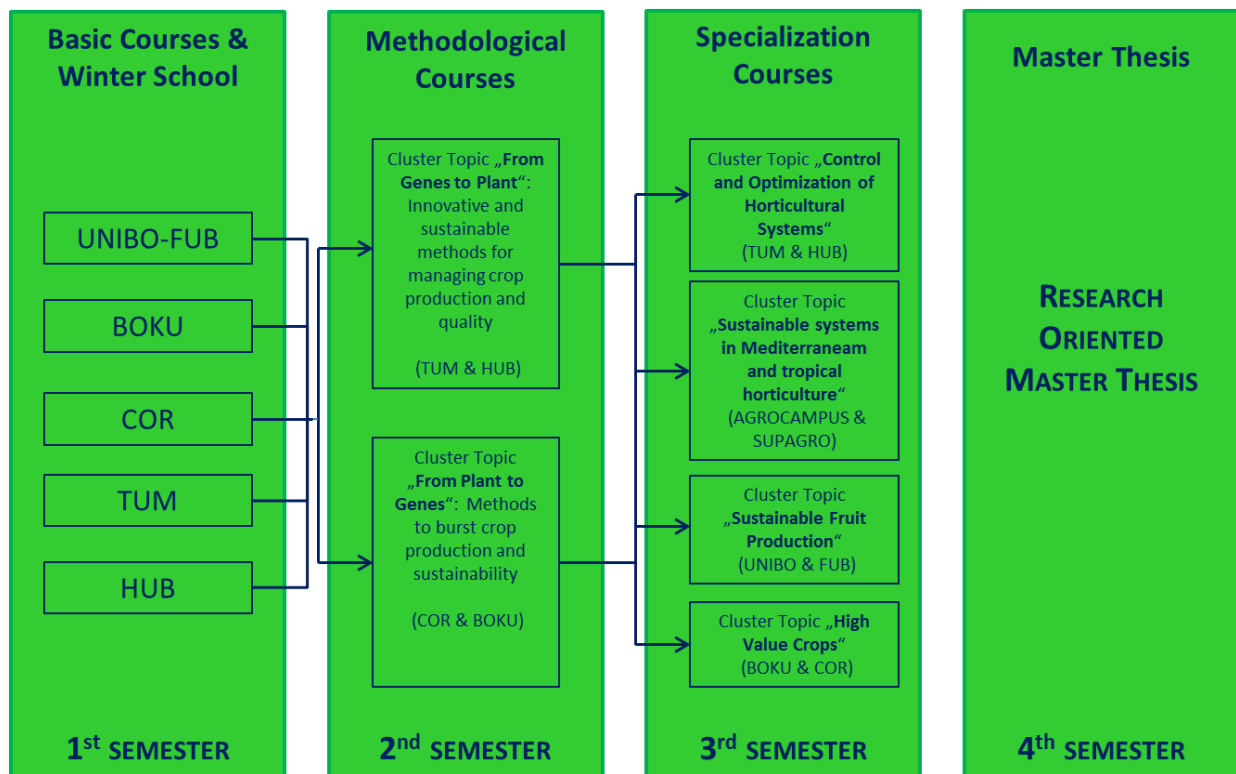 Basic Courses &
Winter School
UNIBO-FUB
BOKU
COR
TUM
HUB
1st SEMESTER
Methodological
Courses
Cluster Topic „From
Genes to Plant“:
Innovative and
sustainable
methods for
managing crop
production and
quality
(TUM & HUB)
Cluster Topic
„From Plant to
Genes“: Methods
to burst crop
production and
sustainability
(COR & BOKU)
2nd SEMESTER
Specialization
Courses
Cluster Topic „Control
and Optimization of
Horticultural
Systems“
(TUM & HUB)
Cluster Topic
„Sustainable systems
in Mediterraneam
and tropical
horticulture“
(AGROCAMPUS &
SUPAGRO)
Cluster Topic
„Sustainable Fruit
Production“
(UNIBO & FUB)
Cluster Topic „High
Value Crops“
(BOKU & COR)
3rd SEMESTER
Master Thesis
RESEARCH
ORIENTED
MASTER THESIS
4th SEMESTER